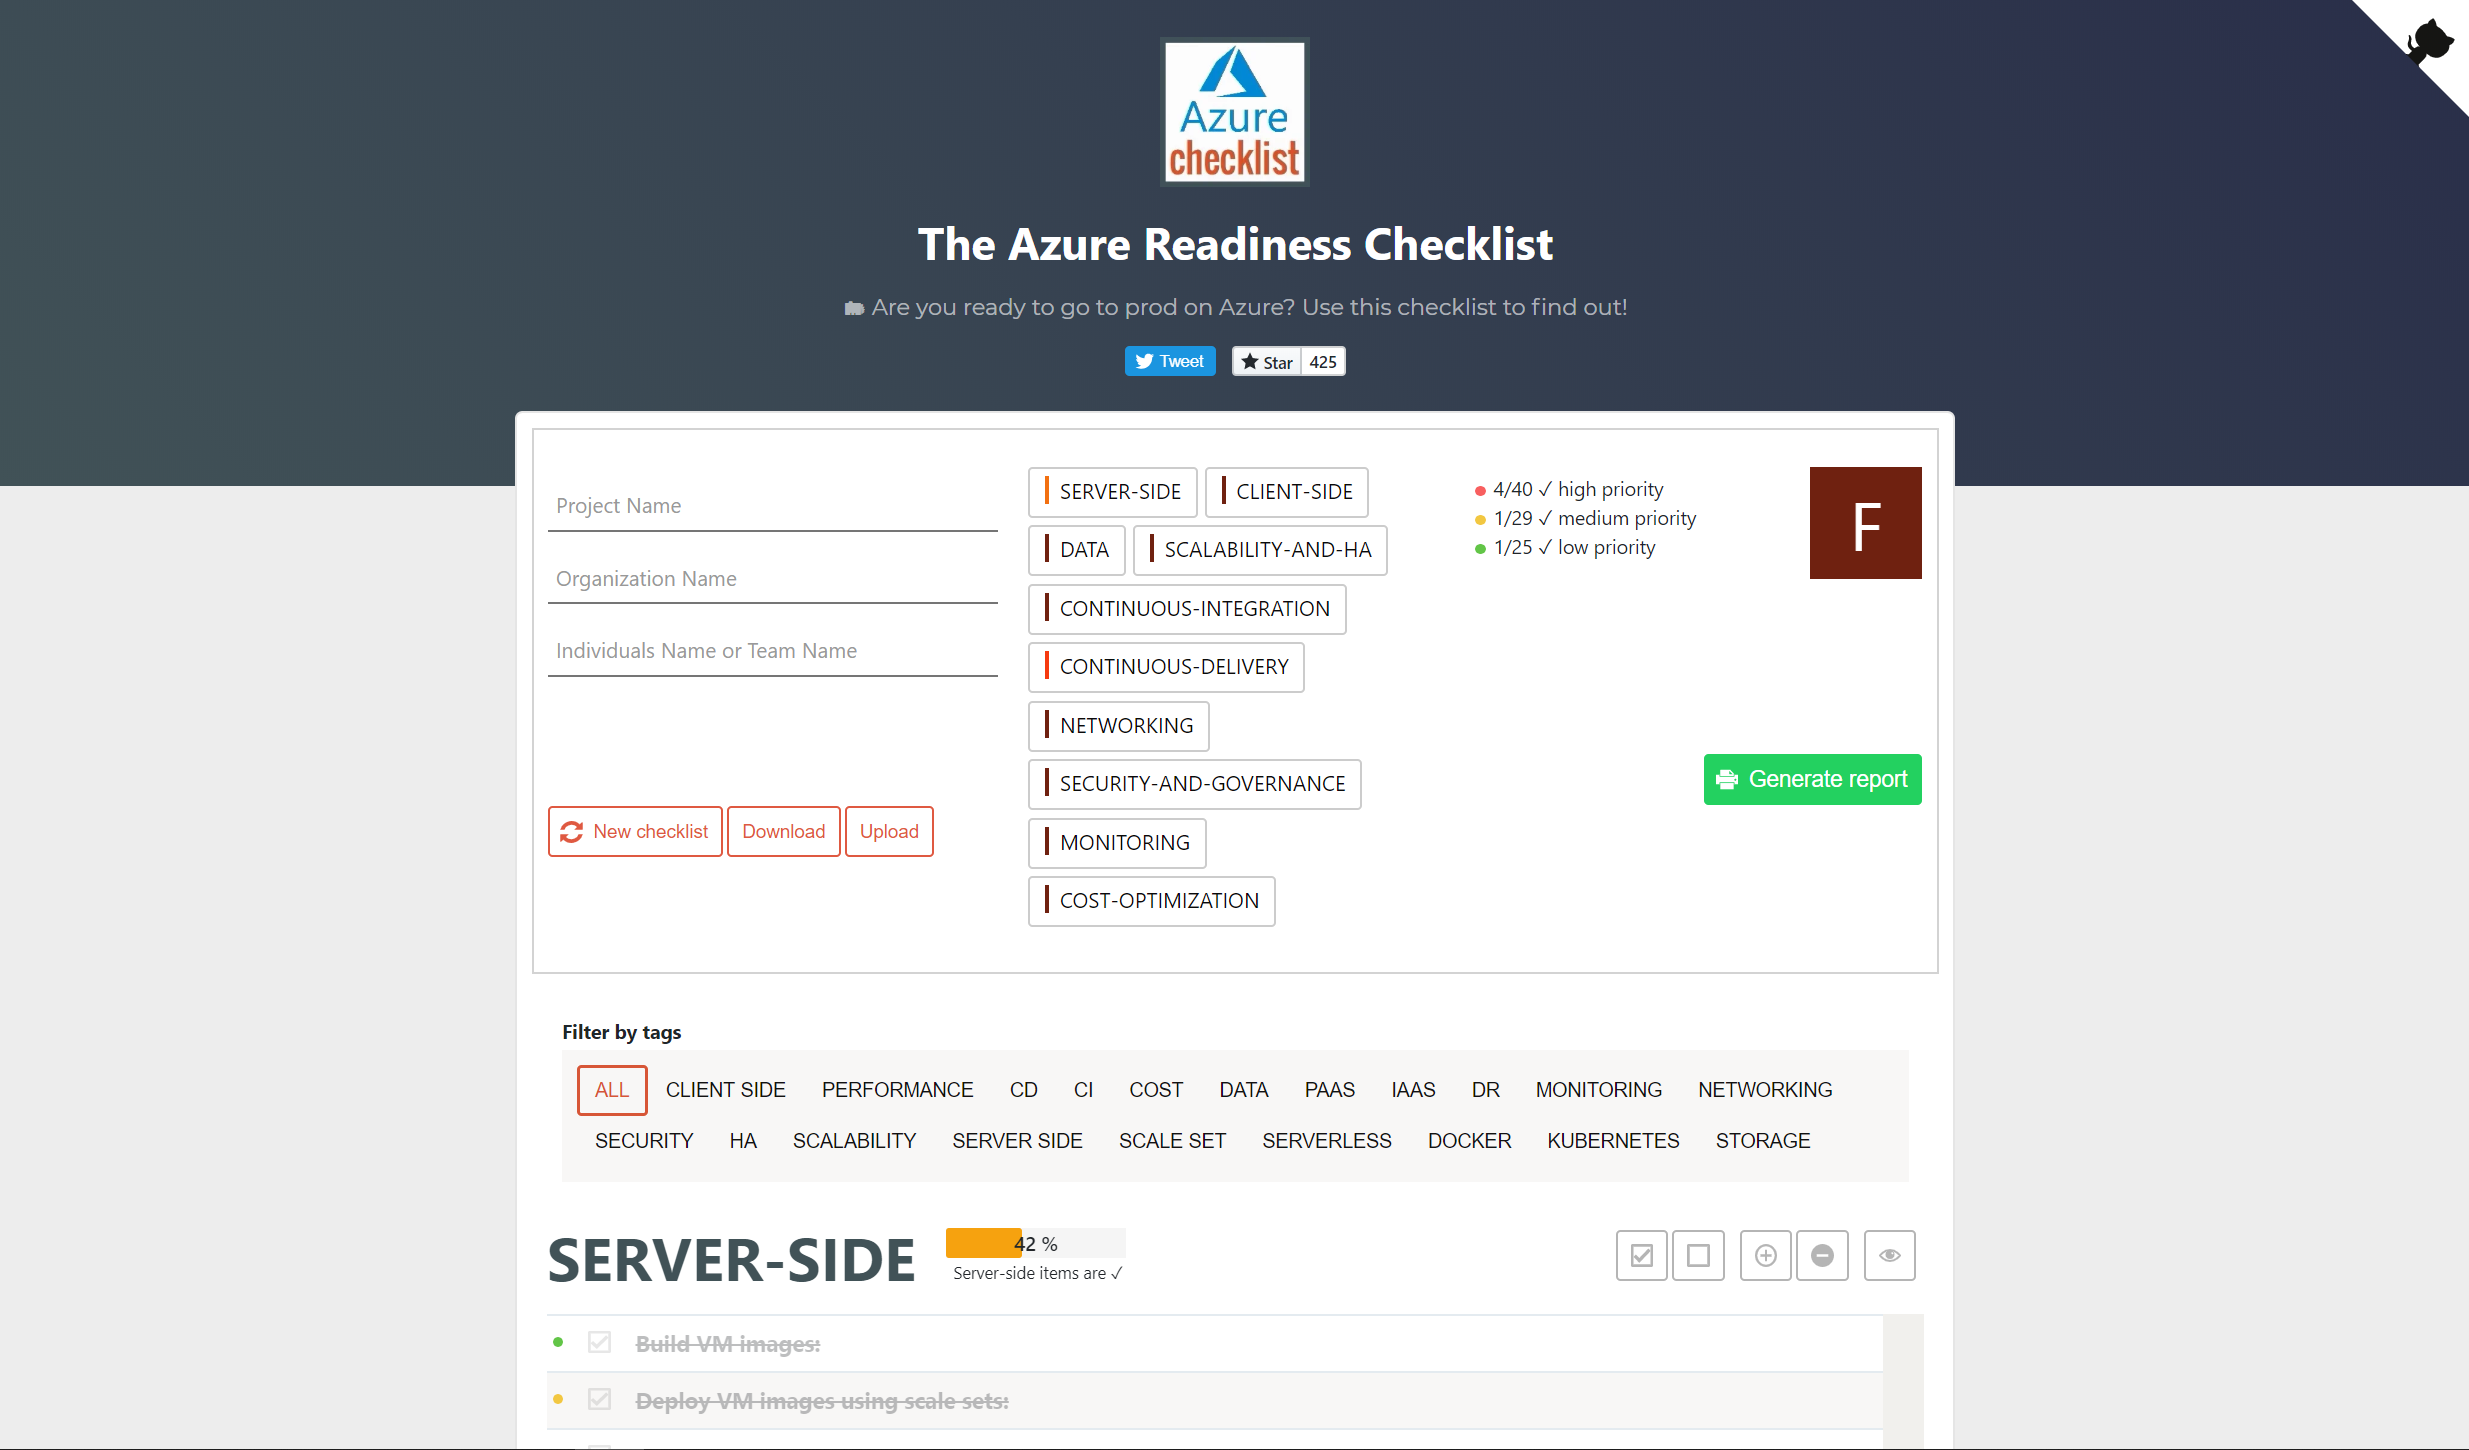 Azure
checklist
The Azure Readiness Checklist
Are you ready to go to prod on Azure? Use this checklist to find out!
Tweet
Star 425
Project Name
Organization Name
Individuals Name or Team Name
New checklist Download Upload
SERVER-SIDE CLIENT-SIDE
DATA SCALABILITY-AND-HA
CONTINUOUS-INTEGRATION
CONTINUOUS-DELIVERY
NETWORKING
SECURITY-AND-GOVERNANCE
MONITORING
COST-OPTIMIZATION
4/40 ✓ high priority
1/29 ✓ medium priority
1/25 ✓ low priority
F
Generate report
Filter by tags
ALL CLIENT SIDE PERFORMANCE CD CI COST DATA PAAS IAAS DR MONITORING NETWORKING
SECURITY HA SCALABILITY SERVER SIDE SCALE SET SERVERLESS DOCKER KUBERNETES STORAGE
SERVER-SIDE
42 %
Server-side items are ✓
Build VM images:
Deploy VM images using scale sets: